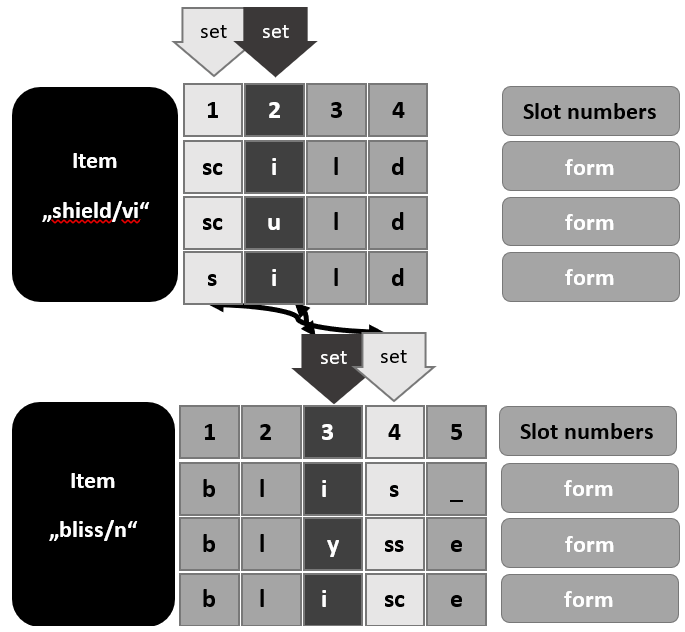 set set
1 2 3 4 Slot numbers
Item
„shield/vi“
sc i l d form
sc u l d form
s i l d form
set set
1 2 3 4 5 Slot numbers
Item
„bliss/n“
b l i s _ form
b l y ss e form
b l i sc e form